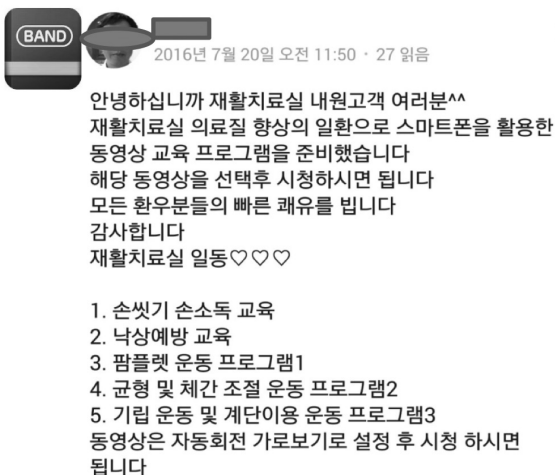 BAND
2016년 7월 20일 오전 11:50 · 27 읽음
안녕하십니까 재활치료실 내원고객 여러분^^
재활치료실 의료질 향상의 일환으로 스마트폰을 활용한
동영상 교육 프로그램을 준비했습니다
해당 동영상을 선택후 시청하시면 됩니다
모든 환우분들의 빠른 쾌유를 빕니다
감사합니다
재활치료실 일동♡♡♡
1. 손씻기 손소독 교육
2. 낙상예방 교육
3. 팜플렛 운동 프로그램1
4. 균형 및 체간 조절 운동 프로그램2
5. 기립 운동 및 계단이용 운동 프로그램3
동영상은 자동회전 가로보기로 설정 후 시청 하시면
됩니다